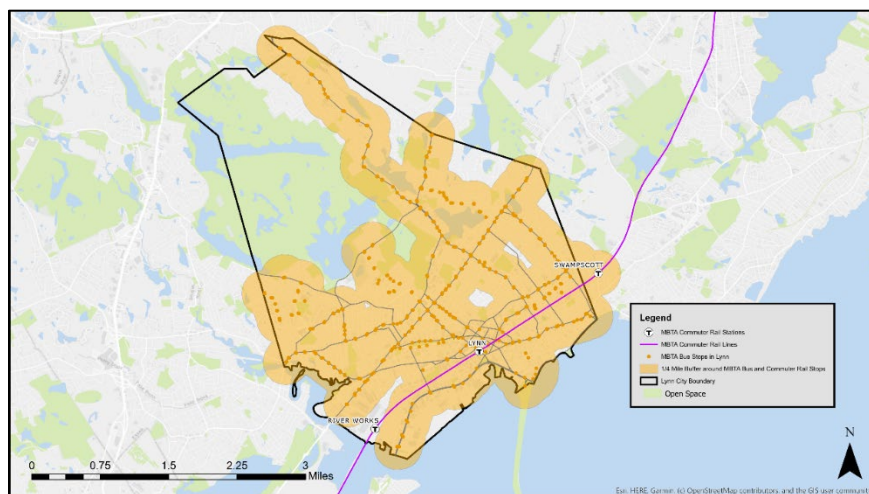 SWAMPSCOTT
LYNN
RIVER WORKS
Legend
MBTA Commuter Rail Stations
MBTA Commuter Rail Lines
MBTA Bus Stops in Lynn
1/4 Mile Buffer around MBTA Bus and Commuter Rail Stops
Lynn City Boundary
Open Space
N
0 0.75 1.5 2.25 3
Miles
Esri, HERE, Garmin, (c) OpenStreetMap contributors, and the GIS user communit